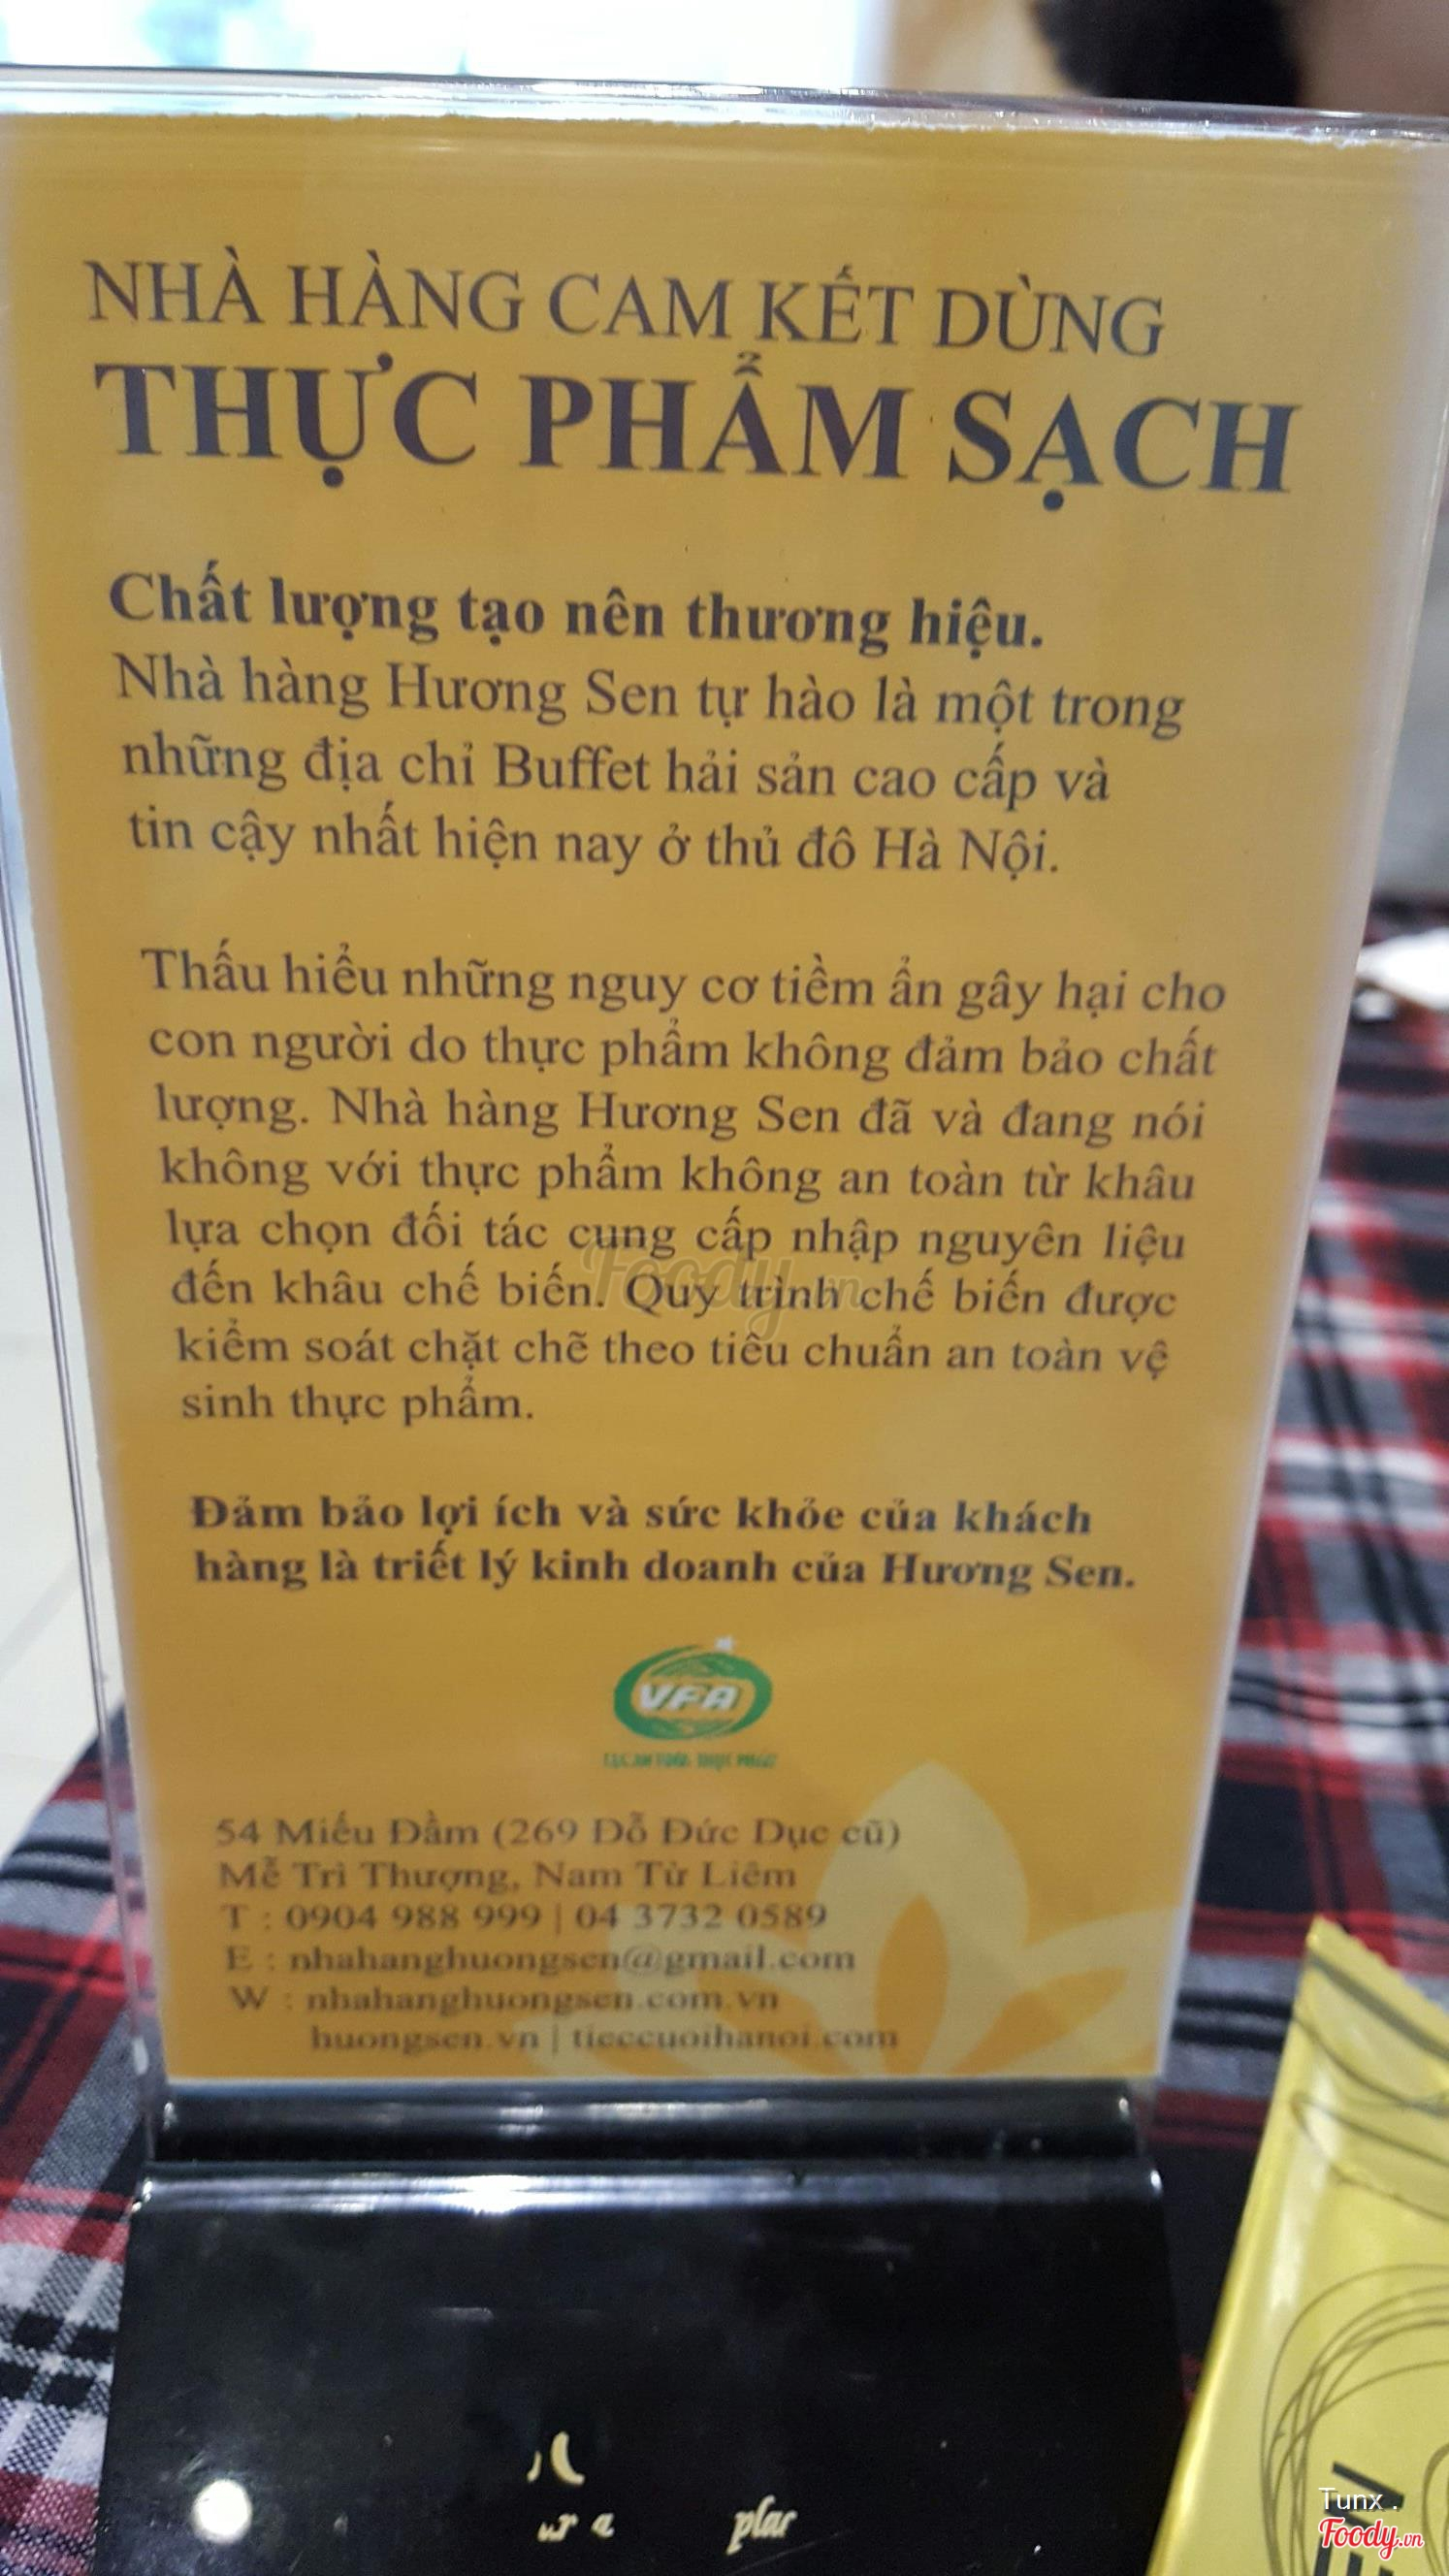 NHÀ HÀNG CAM KẾT DÙNG
THỰC PHẨM SẠCH
Chất lượng tạo nên thương hiệu.
Nhà hàng Hương Sen tự hào là một trong
những địa chỉ Buffet hải sản cao cấp và
tin cậy nhất hiện nay ở thủ đô Hà Nội.
Thấu hiểu những nguy cơ tiềm ẩn gây hại cho
con người do thực phẩm không đảm bảo chất
lượng. Nhà hàng Hương Sen đã và đang nói
không với thực phẩm không an toàn từ khâu
lựa chọn đối tác cung cấp nhập nguyên liệu
đến khâu chế biến. Quy trình chế biến được
kiểm soát chặt chẽ theo tiêu chuẩn an toàn vệ
sinh thực phẩm.
Foody.vn
Đảm bảo lợi ích và sức khỏe của khách
hàng là triết lý kinh doanh của Hương Sen.
VFA
CỤC AN TOÀN THỰC PHẨM
54 Miếu Đầm (269 Đỗ Đức Dục cũ)
Mễ Trì Thượng, Nam Từ Liêm
T : 0904 988 999 | 04 3732 0589
E : nhahanghuongsen@gmail.com
W : nhahanghuongsen.com.vn
huongsen.vn | tieccuoihanoi.com
Tunx .
Foody.vn